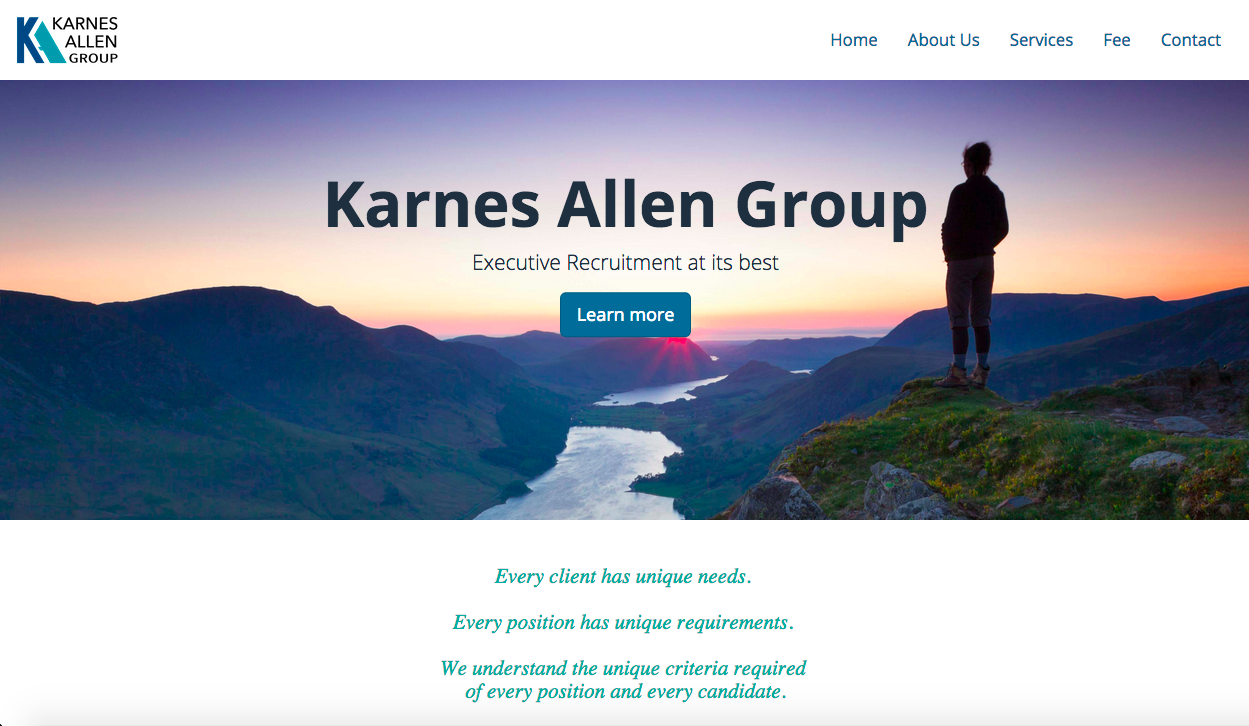 KARNES
ALLEN
GROUP
Home About Us Services Fee Contact
Karnes Allen Group
Executive Recruitment at its best
Learn more
Every client has unique needs.
Every position has unique requirements.
We understand the unique criteria required
of every position and every candidate.